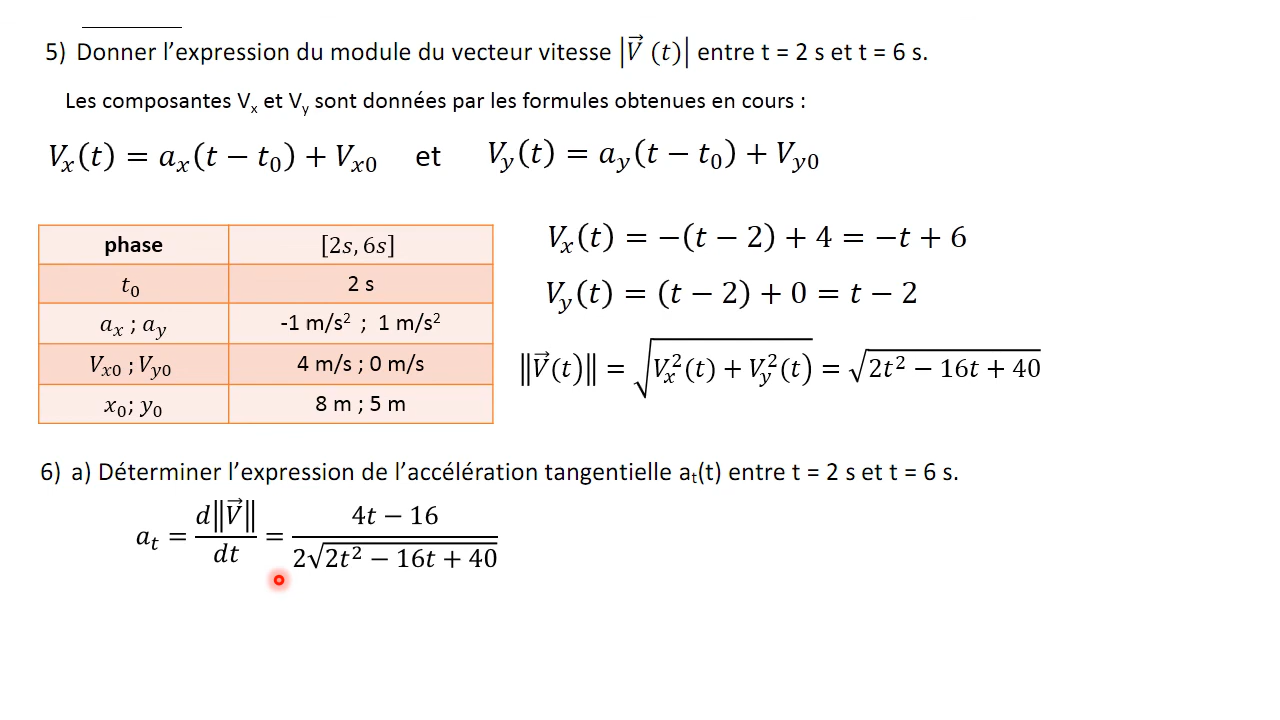 5) Donner l’expression du module du vecteur vitesse |V⃗ (t)| entre t = 2 s et t = 6 s.
Les composantes Vx et Vy sont données par les formules obtenues en cours :
Vx(t) = ax(t − t0) + Vx0 et Vy(t) = ay(t − t0) + Vy0
phase [2s, 6s]
t0 2 s
ax ; ay -1 m/s² ; 1 m/s²
Vx0 ; Vy0 4 m/s ; 0 m/s
x0; y0 8 m ; 5 m
Vx(t) = −(t − 2) + 4 = −t + 6
Vy(t) = (t − 2) + 0 = t − 2
‖V⃗(t)‖ = √(Vx²(t) + Vy²(t)) = √(2t² − 16t + 40)
6) a) Déterminer l’expression de l’accélération tangentielle at(t) entre t = 2 s et t = 6 s.
at = d‖V⃗‖/dt = (4t − 16)/(2√(2t² − 16t + 40))